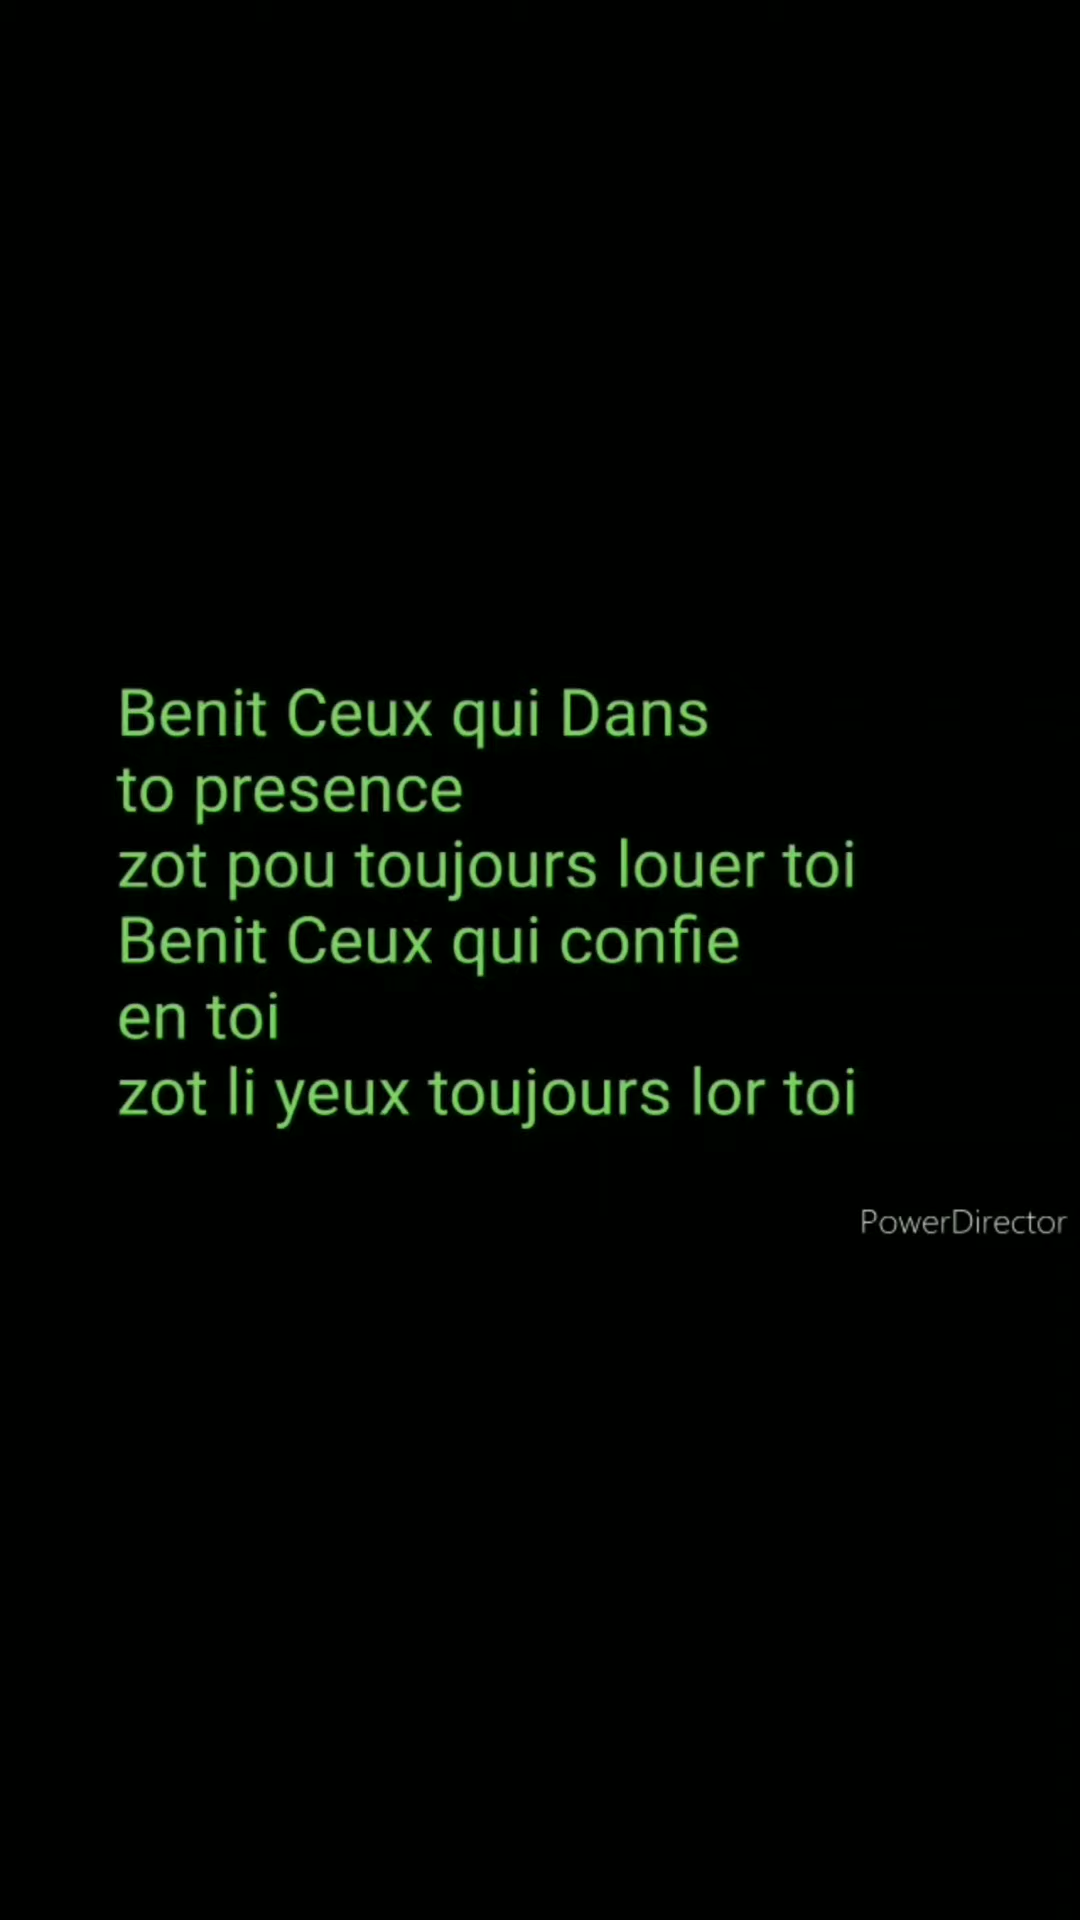 Benit Ceux qui Dans
to presence
zot pou toujours louer toi
Benit Ceux qui confie
en toi
zot li yeux toujours lor toi
PowerDirector